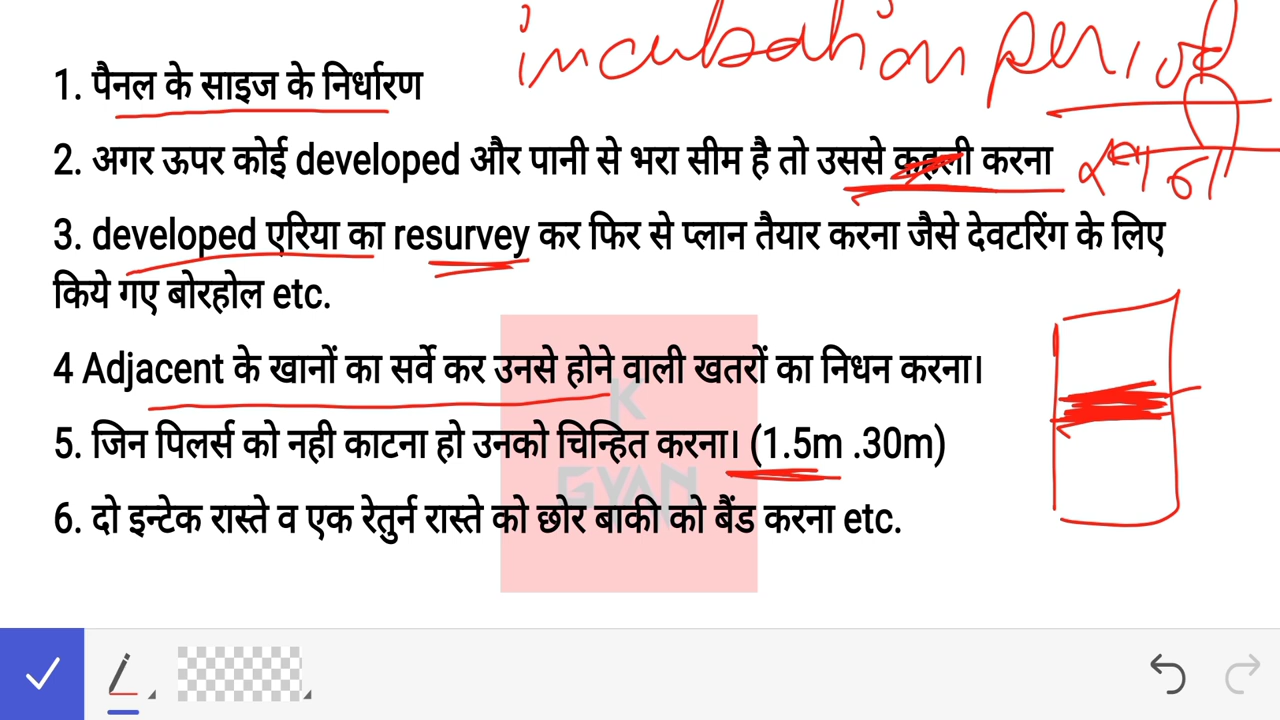 incubation period
1. पैनल के साइज के निर्धारण
2. अगर ऊपर कोई developed और पानी से भरा सीम है तो उससे कहली करना
3. developed एरिया का resurvey कर फिर से प्लान तैयार करना जैसे देवटरिंग के लिए
किये गए बोरहोल etc.
4 Adjacent के खानों का सर्वे कर उनसे होने वाली खतरों का निधन करना।
5. जिन पिलर्स को नही काटना हो उनको चिन्हित करना। (1.5m .30m)
6. दो इन्टेक रास्ते व एक रेतुर्न रास्ते को छोर बाकी को बैंड करना etc.
K
GYAN